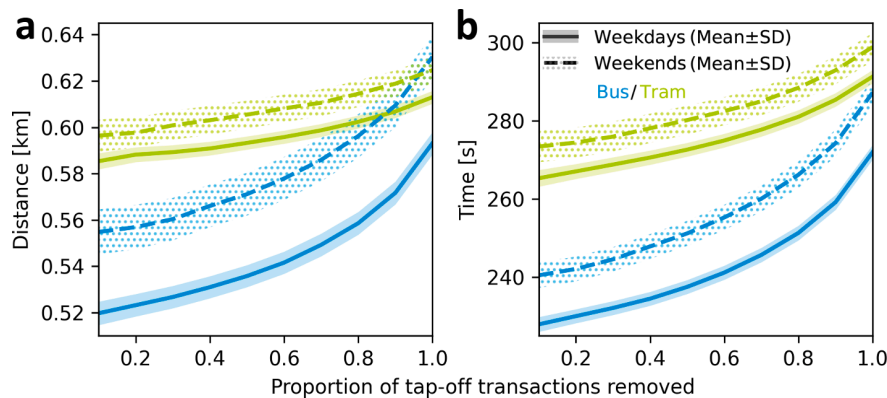 a
b
0.64
0.62
0.60
0.58
0.56
0.54
0.52
Distance [km]
0.2 0.4 0.6 0.8 1.0
300
280
260
240
Time [s]
0.2 0.4 0.6 0.8 1.0
Weekdays (Mean±SD)
Weekends (Mean±SD)
Bus/Tram
Proportion of tap-off transactions removed